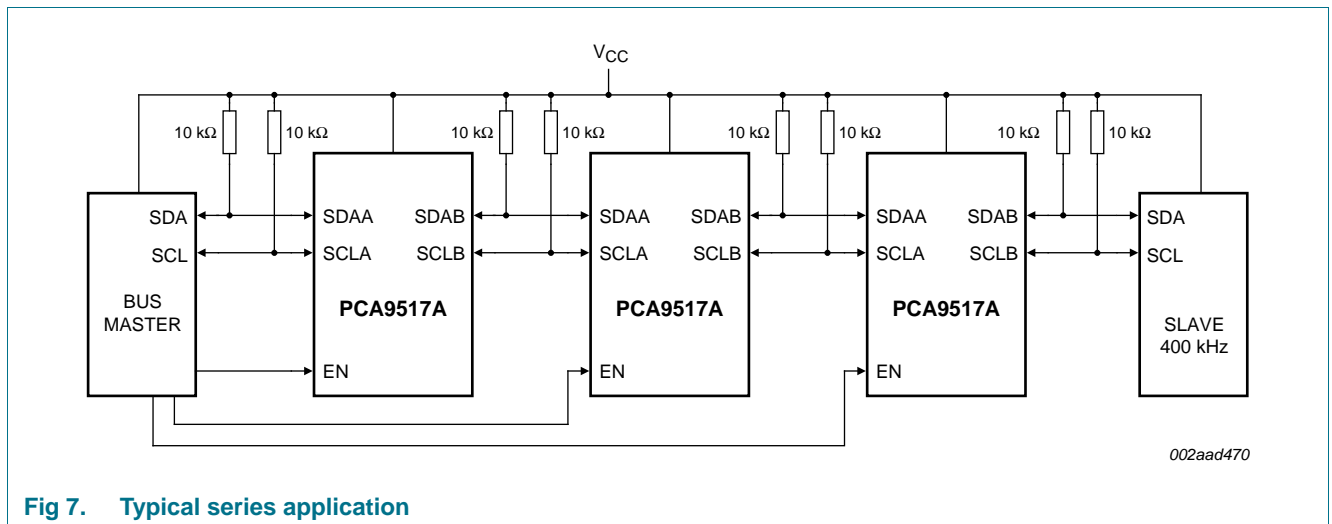 VCC
10 kΩ 10 kΩ 10 kΩ 10 kΩ 10 kΩ 10 kΩ 10 kΩ 10 kΩ
SDA SDAA SDAB SDAA SDAB SDAA SDAB SDA
SCL SCLA SCLB SCLA SCLB SCLA SCLB SCL
BUS
MASTER
PCA9517A PCA9517A PCA9517A
SLAVE
400 kHz
EN EN EN
002aad470
Fig 7. Typical series application